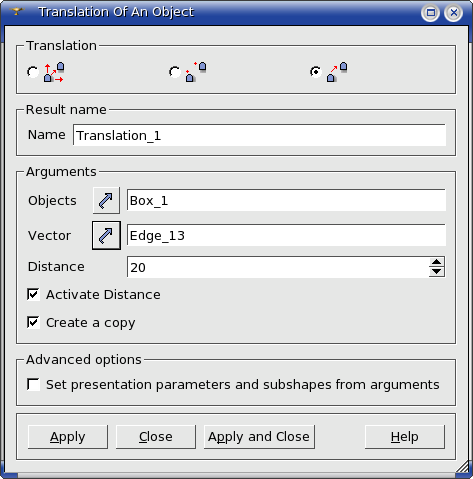 Translation Of An Object
Translation
Result name
Name Translation_1
Arguments
Objects Box_1
Vector Edge_13
Distance 20
Activate Distance
Create a copy
Advanced options
Set presentation parameters and subshapes from arguments
Apply Close Apply and Close Help